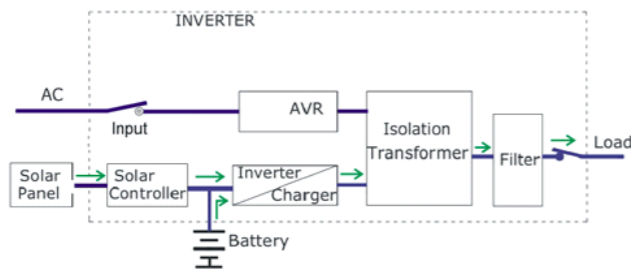 INVERTER
AC
Input
AVR
Isolation
Transformer
Filter
Load
Solar
Panel
Solar
Controller
Inverter
Charger
Battery